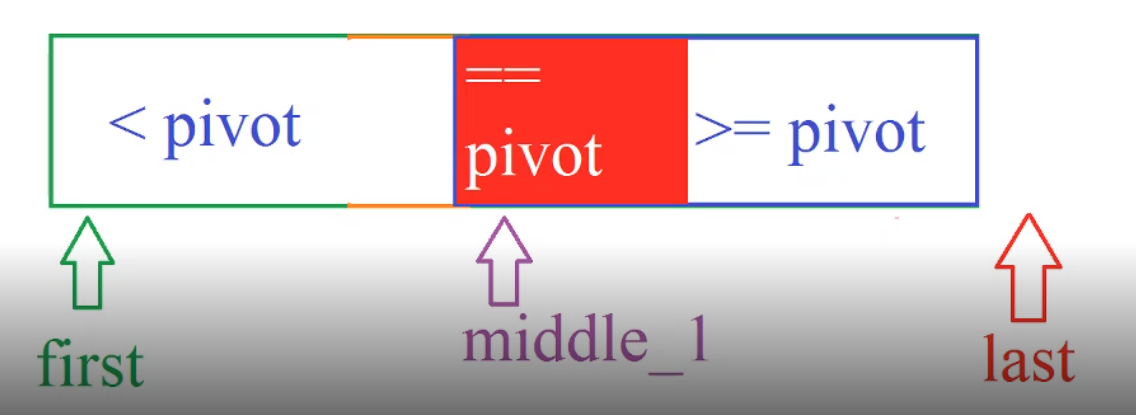 < pivot
==
pivot
>= pivot
first
middle_1
last